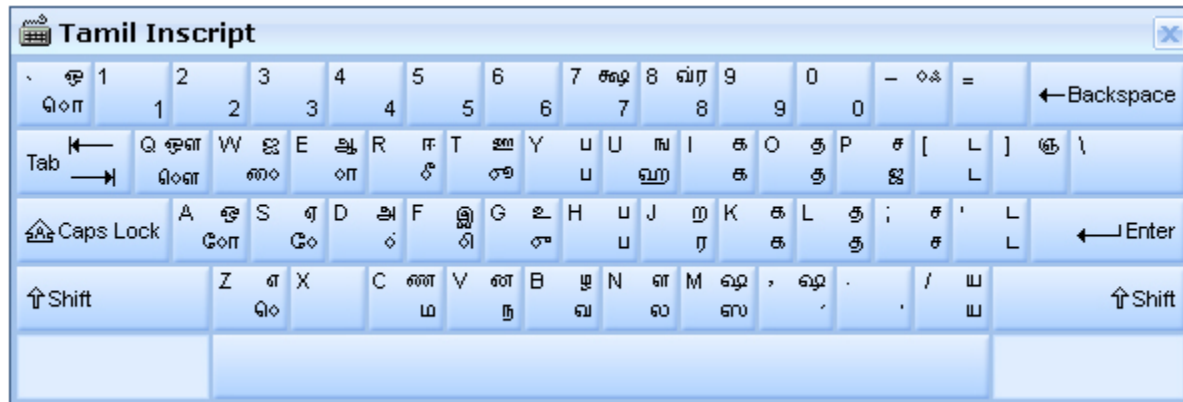 Tamil Inscript
` ஒ ொ 1 1 2 2 3 3 4 4 5 5 6 6 7 க்ஷ 7 8 வ்ர 8 9 9 0 0 – ஃ = ←Backspace
Tab Q ஔ ௌ W ஐ ை E ஆ ா R ஈ ீ T ஊ ூ Y ப ப U ங ஹ I க க O த த P ச ஜ [ ட ட ] ஞ \
Caps Lock A ஓ ோ S ஏ ே D அ ் F இ ி G உ ு H ப ப J ற ர K க க L த த ; ச ச ' ட ட Enter
Shift Z எ ெ X C ண ம V ன ந B ழ வ N ள ல M ஷ ஸ , ஷ , . . / ய ய Shift